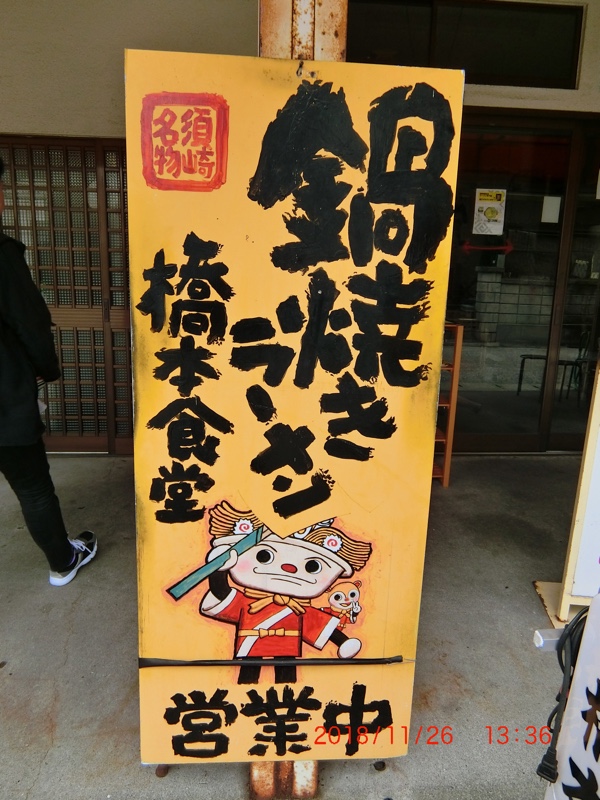 須崎
名物
鍋焼き
ラーメン
橋本食堂
営業中
2018/11/26 13:36